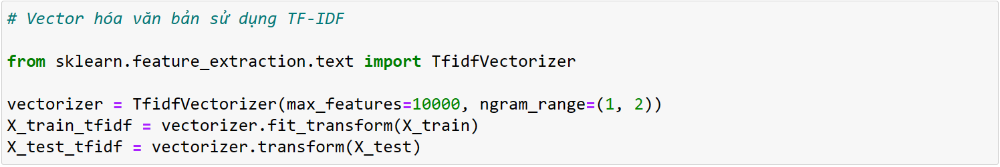 # Vector hóa văn bản sử dụng TF-IDF
from sklearn.feature_extraction.text import TfidfVectorizer
vectorizer = TfidfVectorizer(max_features=10000, ngram_range=(1, 2))
X_train_tfidf = vectorizer.fit_transform(X_train)
X_test_tfidf = vectorizer.transform(X_test)